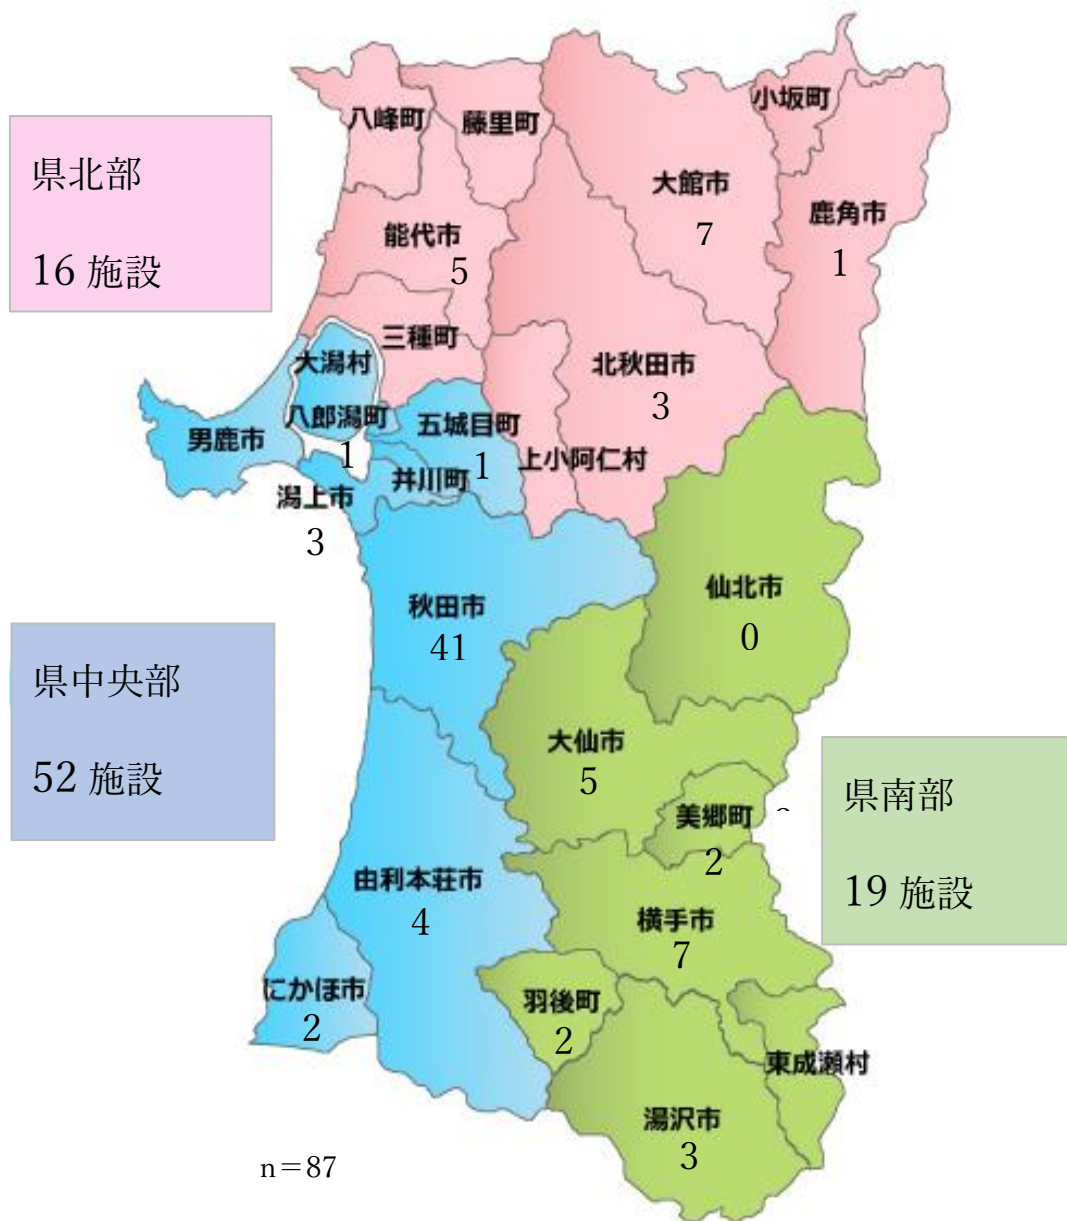 小坂町
八峰町
藤里町
県北部
16 施設
大館市
7
鹿角市
1
能代市
5
三種町
大潟村
北秋田市
3
八郎潟町
1
五城目町
1
男鹿市
上小阿仁村
井川町
潟上市
3
仙北市
0
秋田市
41
県中央部
52 施設
大仙市
5
県南部
19 施設
美郷町
2
由利本荘市
4
横手市
7
にかほ市
2
羽後町
2
東成瀬村
湯沢市
3
n=87